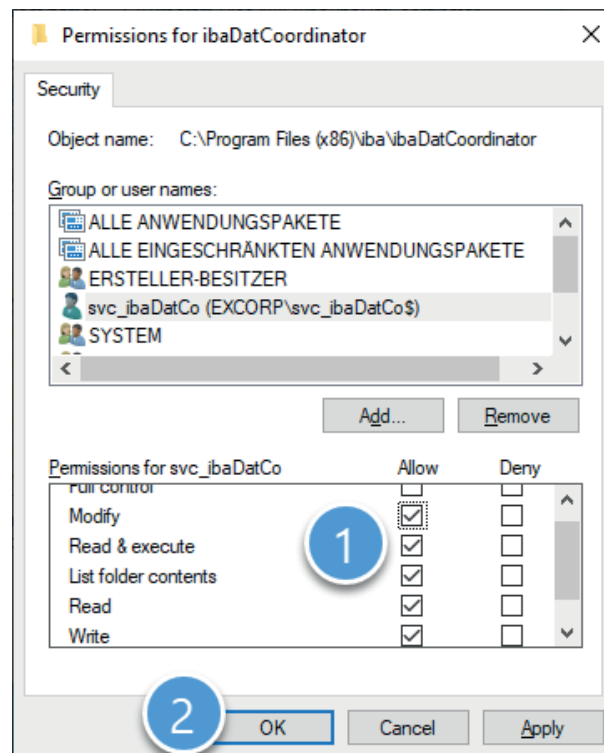 Permissions for ibaDatCoordinator
Security
Object name: C:\Program Files (x86)\iba\ibaDatCoordinator
Group or user names:
ALLE ANWENDUNGSPAKETE
ALLE EINGESCHRÄNKTEN ANWENDUNGSPAKETE
ERSTELLER-BESITZER
svc_ibaDatCo (EXCORP\svc_ibaDatCo$)
SYSTEM
Add... Remove
Permissions for svc_ibaDatCo Allow Deny
Full control
Modify
1
Read & execute
List folder contents
Read
Write
2
OK Cancel Apply